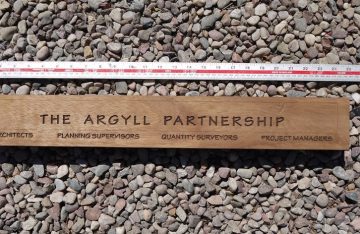 THE ARGYLL PARTNERSHIP
RCHITECTS PLANNING SUPERVISORS QUANTITY SURVEYORS PROJECT MANAGERS